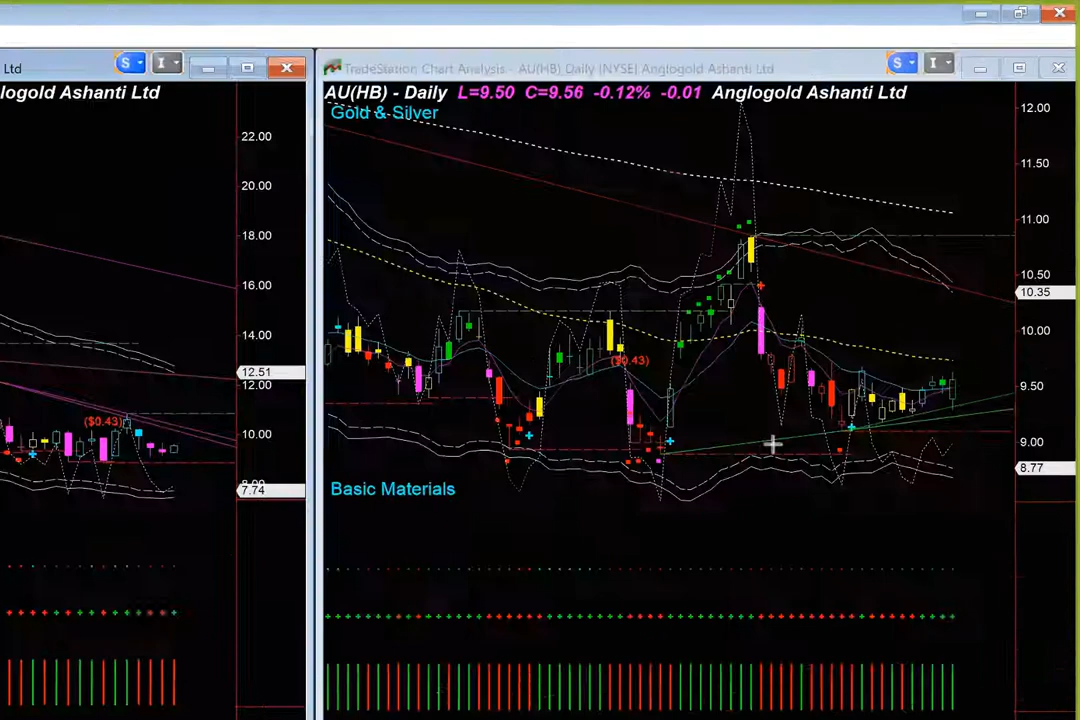 Ltd
S
I
logold Ashanti Ltd
22.00
20.00
18.00
16.00
14.00
12.51
12.00
10.00
8.00
7.74
($0.43)
TradeStation Chart Analysis - AU(HB) Daily [NYSE] Anglogold Ashanti Ltd
S
I
AU(HB) - Daily L=9.50 C=9.56 -0.12% -0.01 Anglogold Ashanti Ltd
Gold & Silver
($0.43)
Basic Materials
12.00
11.50
11.00
10.50
10.35
10.00
9.50
9.00
8.77